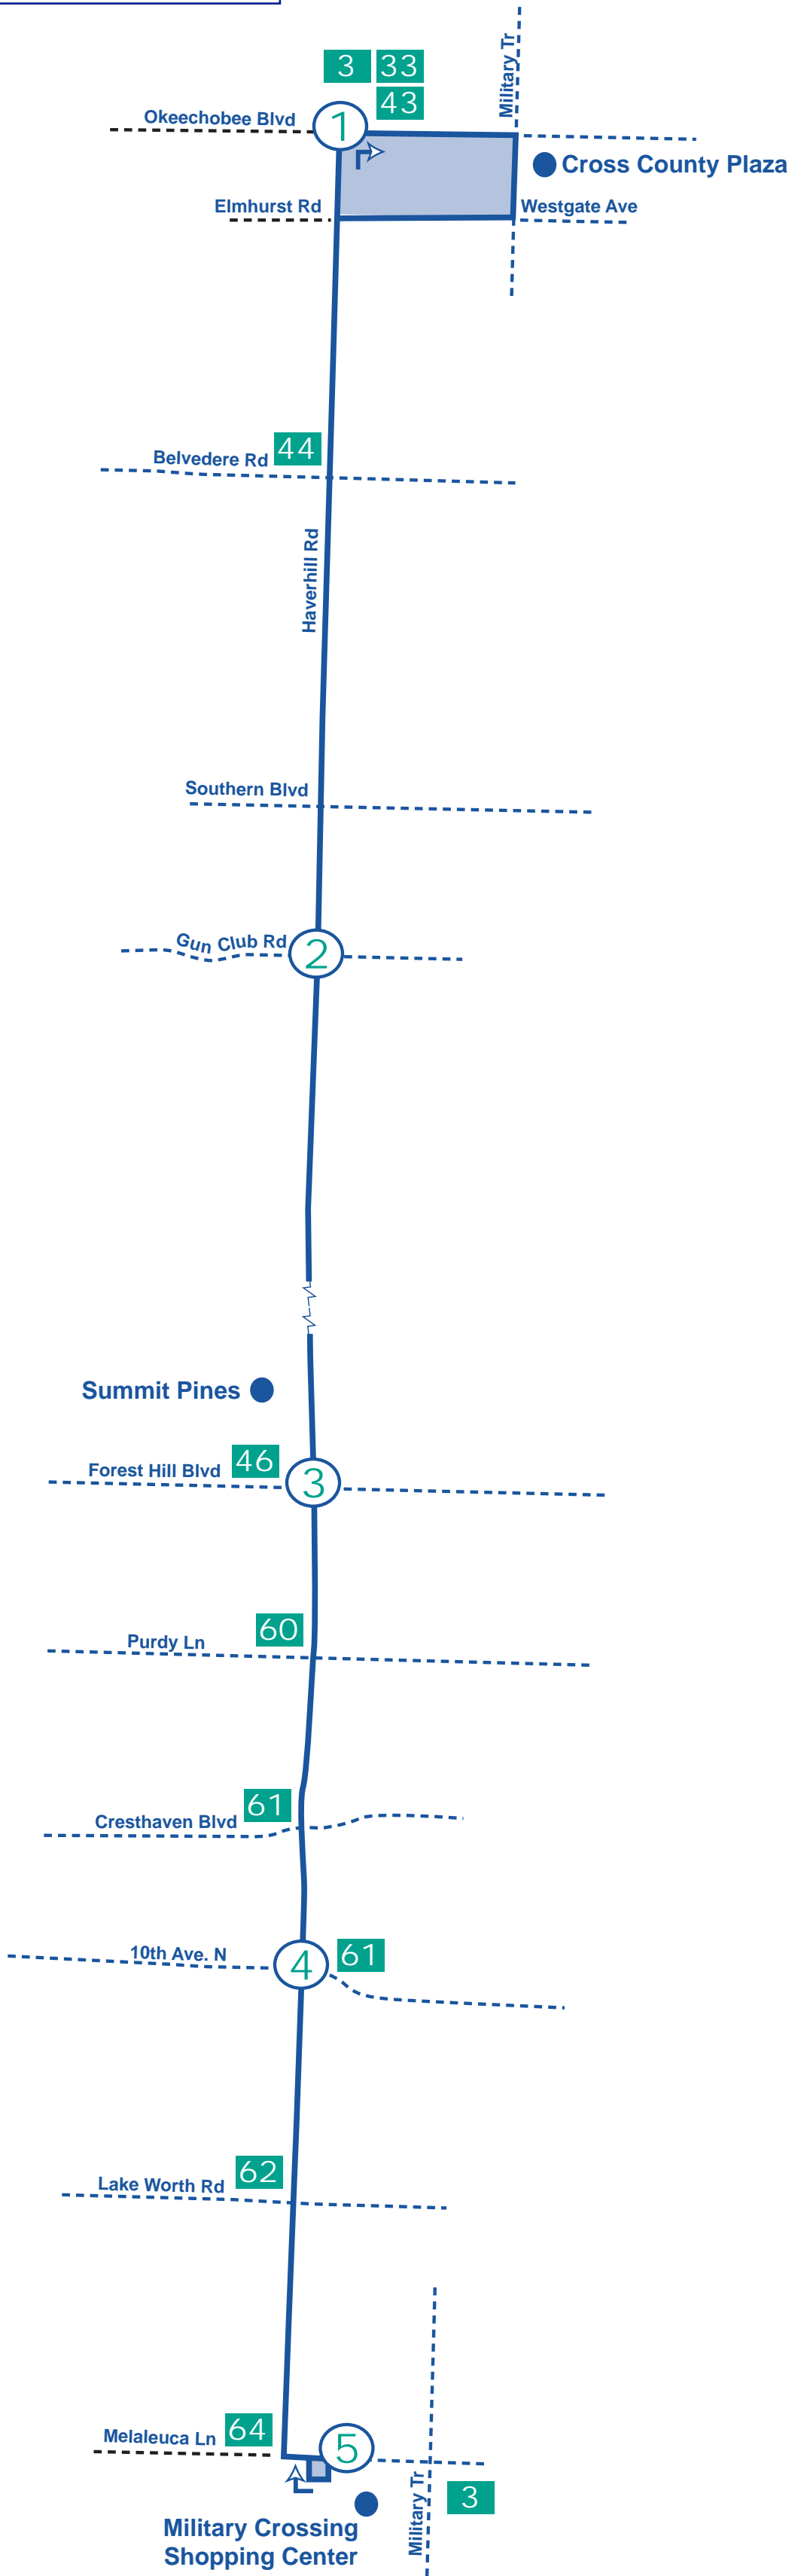 Military Tr
3 33
43
Okeechobee Blvd
1
Cross County Plaza
Elmhurst Rd
Westgate Ave
44
Belvedere Rd
Haverhill Rd
Southern Blvd
Gun Club Rd
2
Summit Pines
46
Forest Hill Blvd
3
60
Purdy Ln
61
Cresthaven Blvd
10th Ave. N
4
61
62
Lake Worth Rd
64
Melaleuca Ln
5
Military Tr
3
Military Crossing
Shopping Center